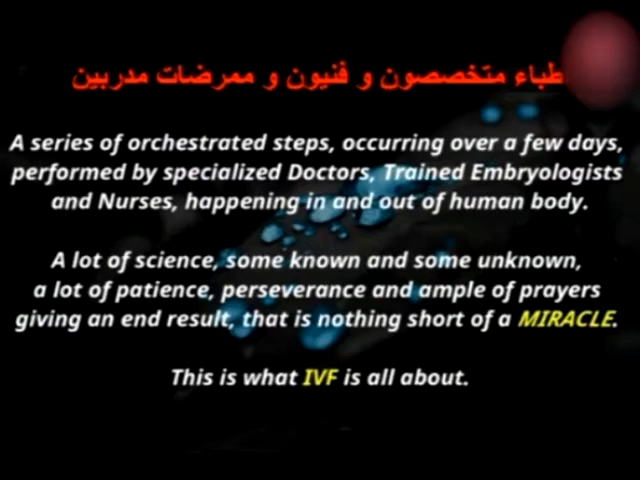 طباء متخصصون و فنيون و ممرضات مدربين
A series of orchestrated steps, occurring over a few days,
performed by specialized Doctors, Trained Embryologists
and Nurses, happening in and out of human body.
A lot of science, some known and some unknown,
a lot of patience, perseverance and ample of prayers
giving an end result, that is nothing short of a MIRACLE.
This is what IVF is all about.